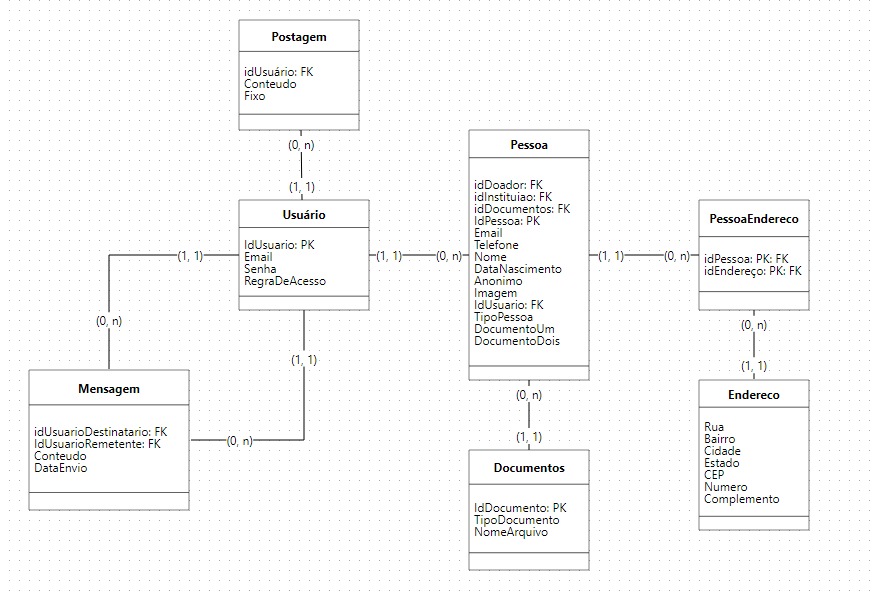 Postagem
idUsuário: FK
Conteudo
Fixo
(0, n)
(1, 1)
Usuário
IdUsuario: PK
Email
Senha
RegraDeAcesso
(1, 1)
(0, n)
(1, 1)
(0, n)
Mensagem
idUsuarioDestinatario: FK
IdUsuarioRemetente: FK
Conteudo
DataEnvio
(1, 1)
(0, n)
Pessoa
idDoador: FK
idInstituiao: FK
idDocumentos: FK
IdPessoa: PK
Email
Telefone
Nome
DataNascimento
Anonimo
Imagem
IdUsuario: FK
TipoPessoa
DocumentoUm
DocumentoDois
(0, n)
(1, 1)
Documentos
IdDocumento: PK
TipoDocumento
NomeArquivo
(1, 1)
(0, n)
PessoaEndereco
idPessoa: PK: FK
idEndereço: PK: FK
(0, n)
(1, 1)
Endereco
Rua
Bairro
Cidade
Estado
CEP
Numero
Complemento